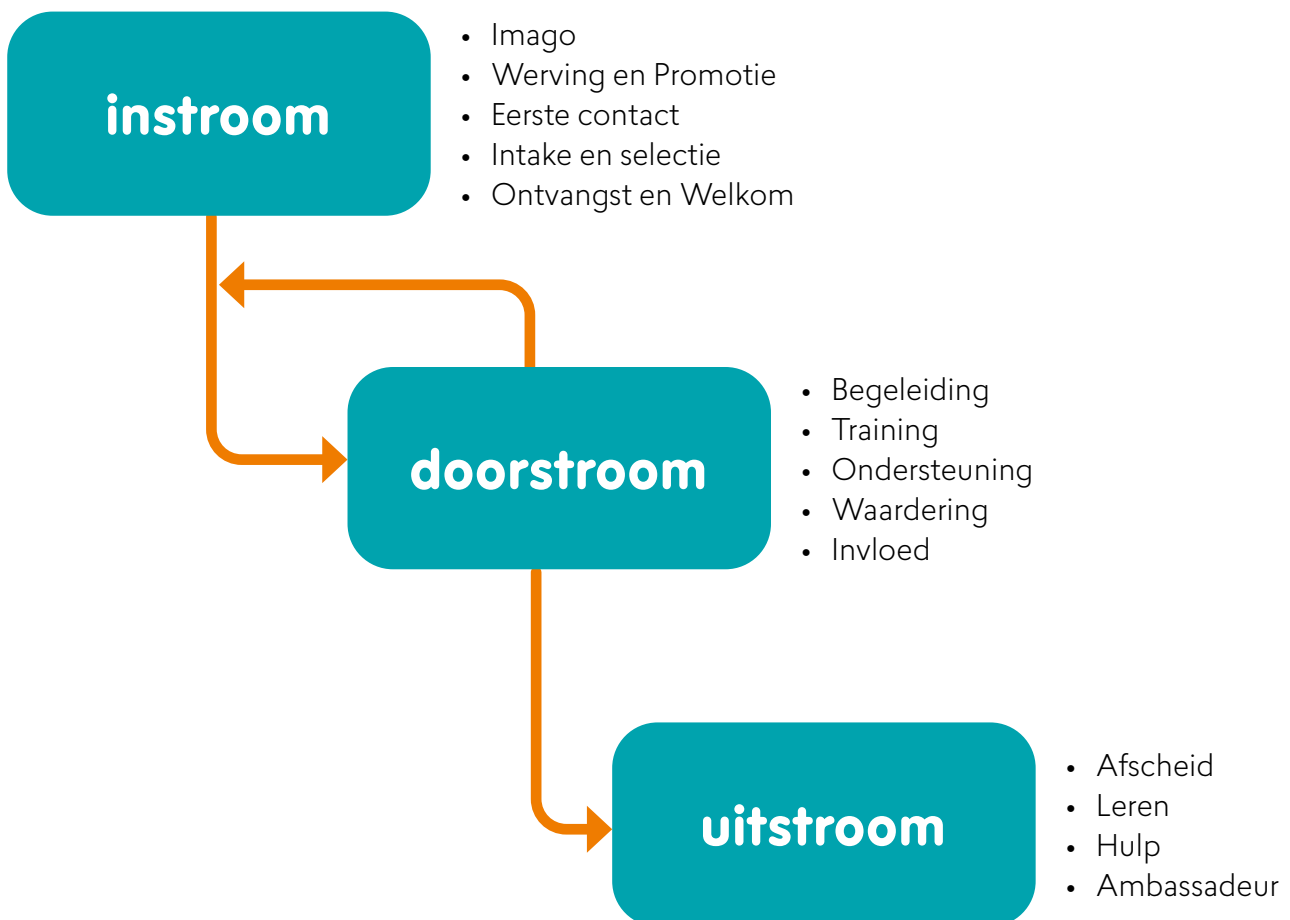 instroom
• Imago
• Werving en Promotie
• Eerste contact
• Intake en selectie
• Ontvangst en Welkom
doorstroom
• Begeleiding
• Training
• Ondersteuning
• Waardering
• Invloed
uitstroom
• Afscheid
• Leren
• Hulp
• Ambassadeur